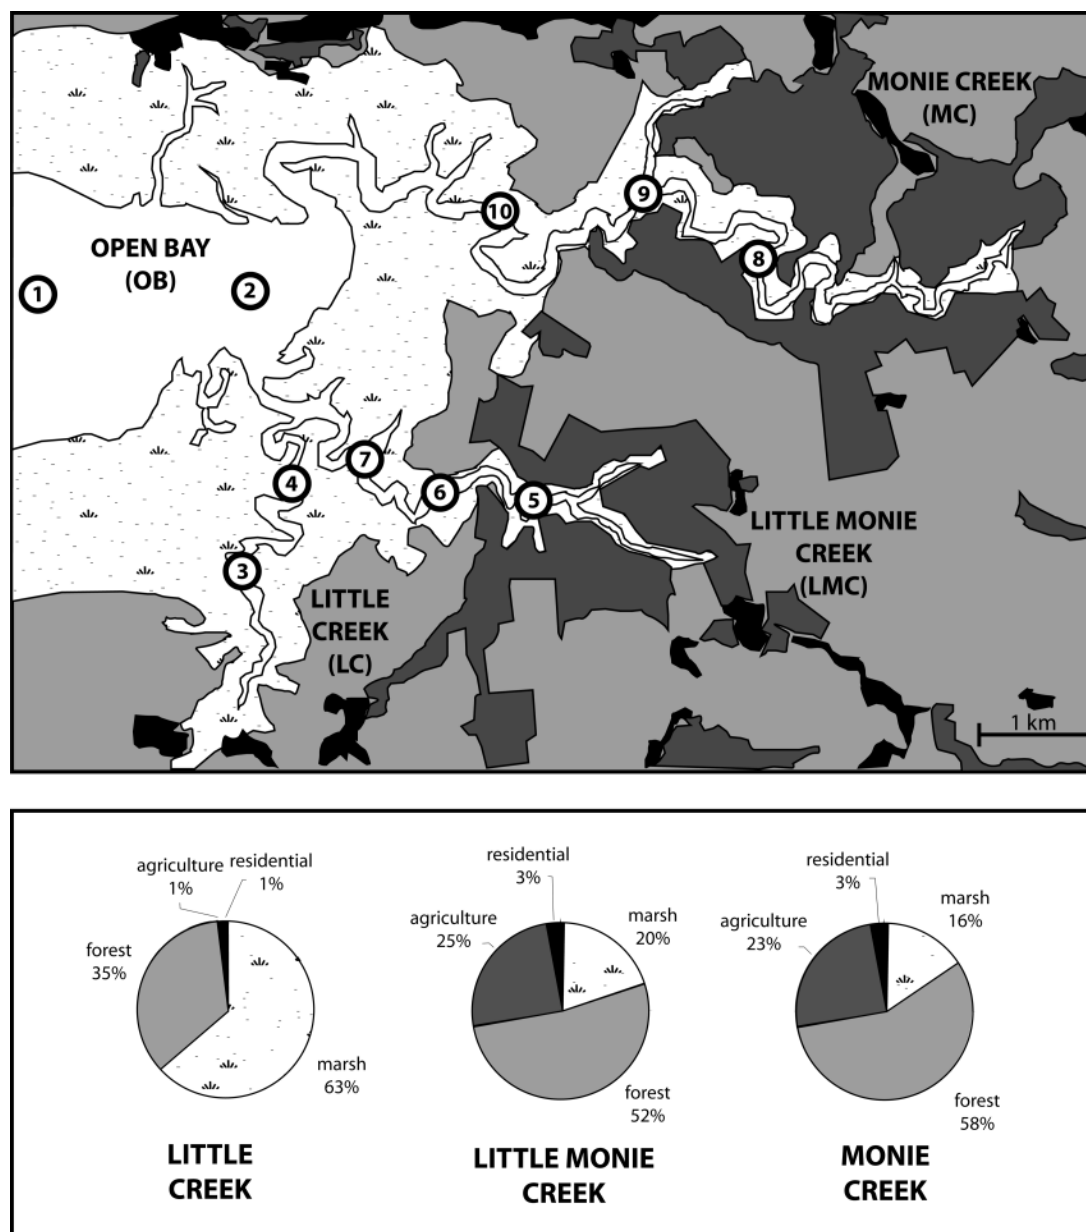 MONIE CREEK
(MC)
9
10
8
OPEN BAY
(OB)
1
2
7
4
6
5
3
LITTLE MONIE
CREEK
(LMC)
LITTLE
CREEK
(LC)
1 km
agriculture
1%
residential
1%
forest
35%
marsh
63%
LITTLE
CREEK
residential
3%
agriculture
25%
marsh
20%
forest
52%
LITTLE MONIE
CREEK
residential
3%
agriculture
23%
marsh
16%
forest
58%
MONIE
CREEK